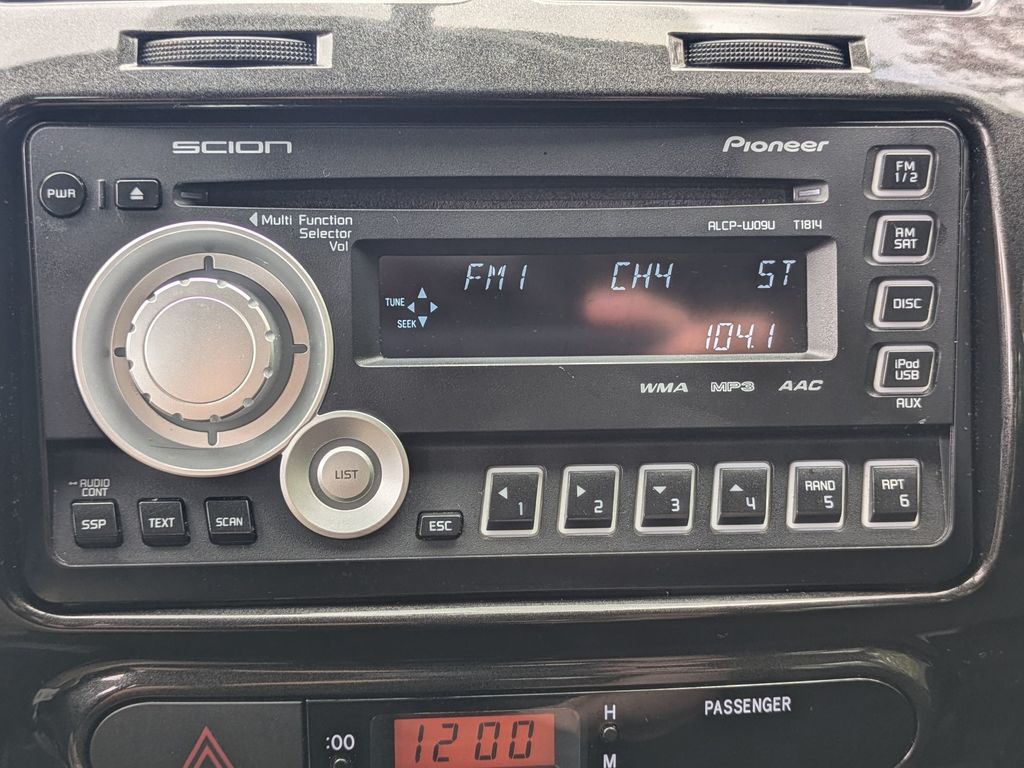 SCION
Pioneer
PWR
Multi Function
Selector
Vol
ALCP-W09U T1814
FM
1/2
AM
SAT
DISC
iPod
USB
AUX
FM1 CH4 ST
TUNE
SEEK
104.1
WMA MP3 AAC
AUDIO
CONT
SSP
TEXT
SCAN
LIST
ESC
1
2
3
4
RAND
5
RPT
6
:00
12 00
H
M
PASSENGER